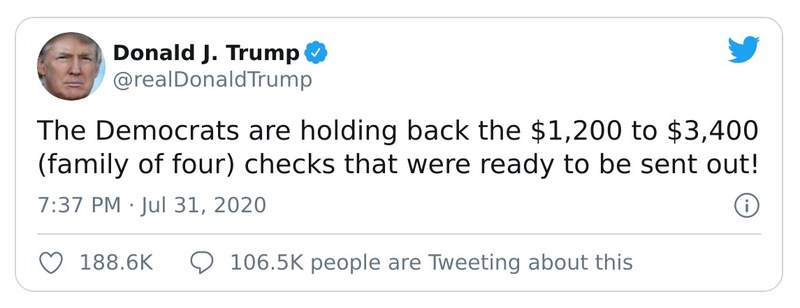 Donald J. Trump
@realDonaldTrump
The Democrats are holding back the $1,200 to $3,400
(family of four) checks that were ready to be sent out!
7:37 PM · Jul 31, 2020
188.6K 106.5K people are Tweeting about this